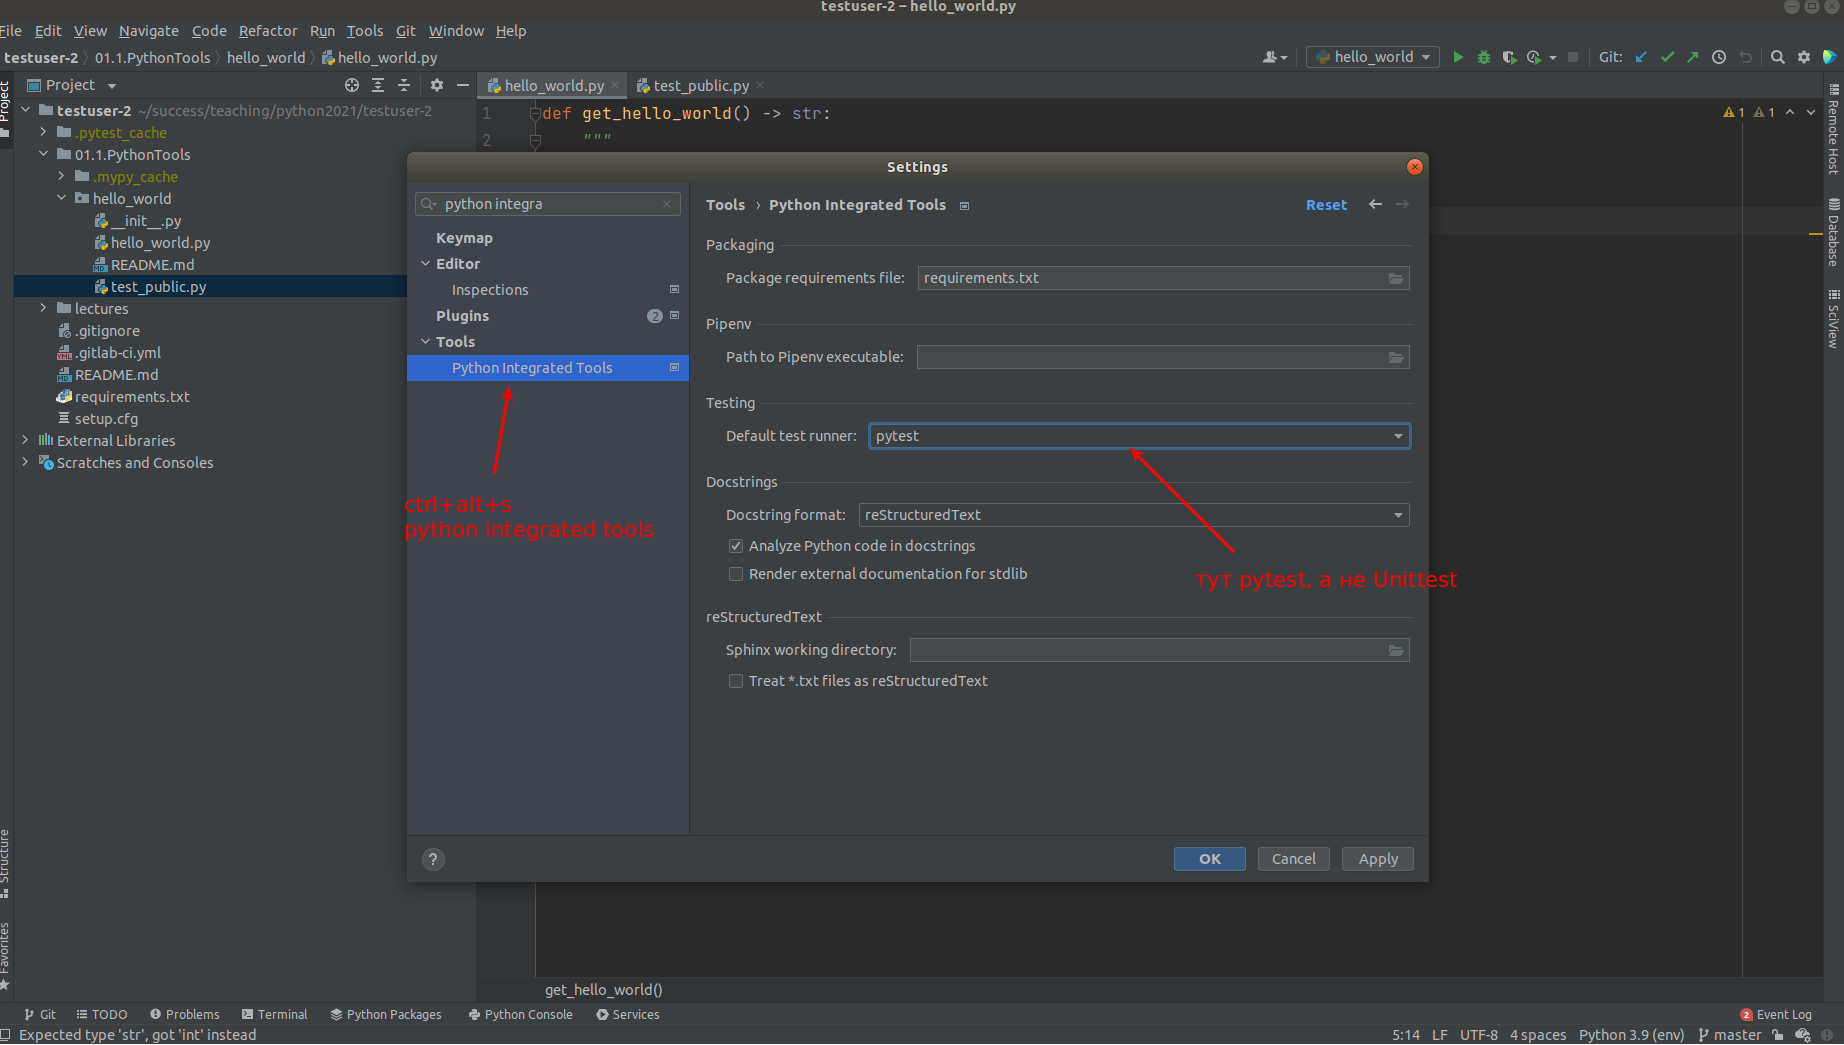 testuser-2 – hello_world.py
File Edit View Navigate Code Refactor Run Tools Git Window Help
testuser-2 01.1.PythonTools hello_world hello_world.py
hello_world
Git:
Project
Project
testuser-2 ~/success/teaching/python2021/testuser-2
.pytest_cache
01.1.PythonTools
.mypy_cache
hello_world
__init__.py
hello_world.py
README.md
test_public.py
lectures
.gitignore
.gitlab-ci.yml
README.md
requirements.txt
setup.cfg
External Libraries
Scratches and Consoles
Structure
Favorites
hello_world.py test_public.py
1 def get_hello_world() -> str:
2 """
1 1
Remote Host
Database
SciView
Settings
python integra
Keymap
Editor
Inspections
Plugins 2
Tools
Python Integrated Tools
ctrl+alt+s
python integrated tools
Tools › Python Integrated Tools
Reset
Packaging
Package requirements file: requirements.txt
Pipenv
Path to Pipenv executable:
Testing
Default test runner: pytest
Docstrings
Docstring format: reStructuredText
Analyze Python code in docstrings
Render external documentation for stdlib
тут pytest, а не Unittest
reStructuredText
Sphinx working directory:
Treat *.txt files as reStructuredText
? OK Cancel Apply
get_hello_world()
Git TODO Problems Terminal Python Packages Python Console Services 2 Event Log
Expected type 'str', got 'int' instead 5:14 LF UTF-8 4 spaces Python 3.9 (env) master